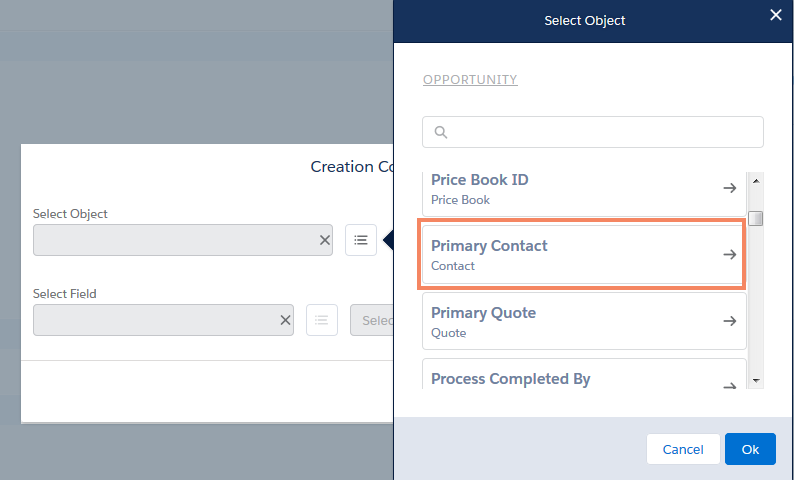 Select Object
OPPORTUNITY
Price Book ID
Price Book
Primary Contact
Contact
Primary Quote
Quote
Process Completed By
Cancel
Ok
Creation Co
Select Object
Select Field
Selec